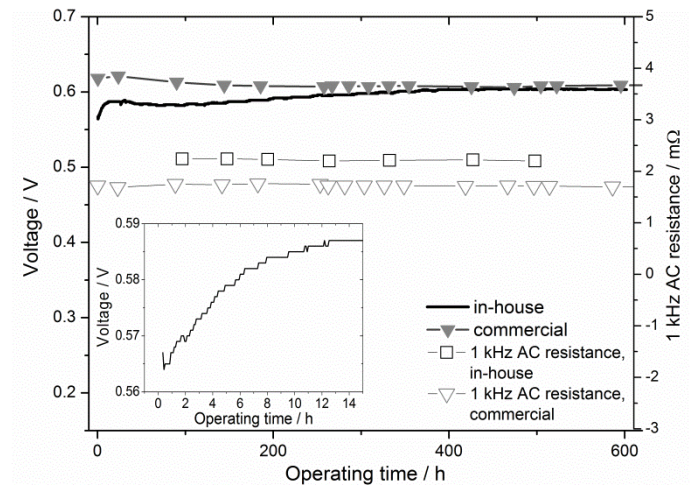 0.7
0.6
0.5
0.4
0.3
0.2
Voltage / V
5
4
3
2
1
0
-1
-2
-3
1 kHz AC resistance / mΩ
0.59
0.58
0.57
0.56
Voltage / V
0 2 4 6 8 10 12 14
Operating time / h
in-house
commercial
1 kHz AC resistance,
in-house
1 kHz AC resistance,
commercial
0 200 400 600
Operating time / h